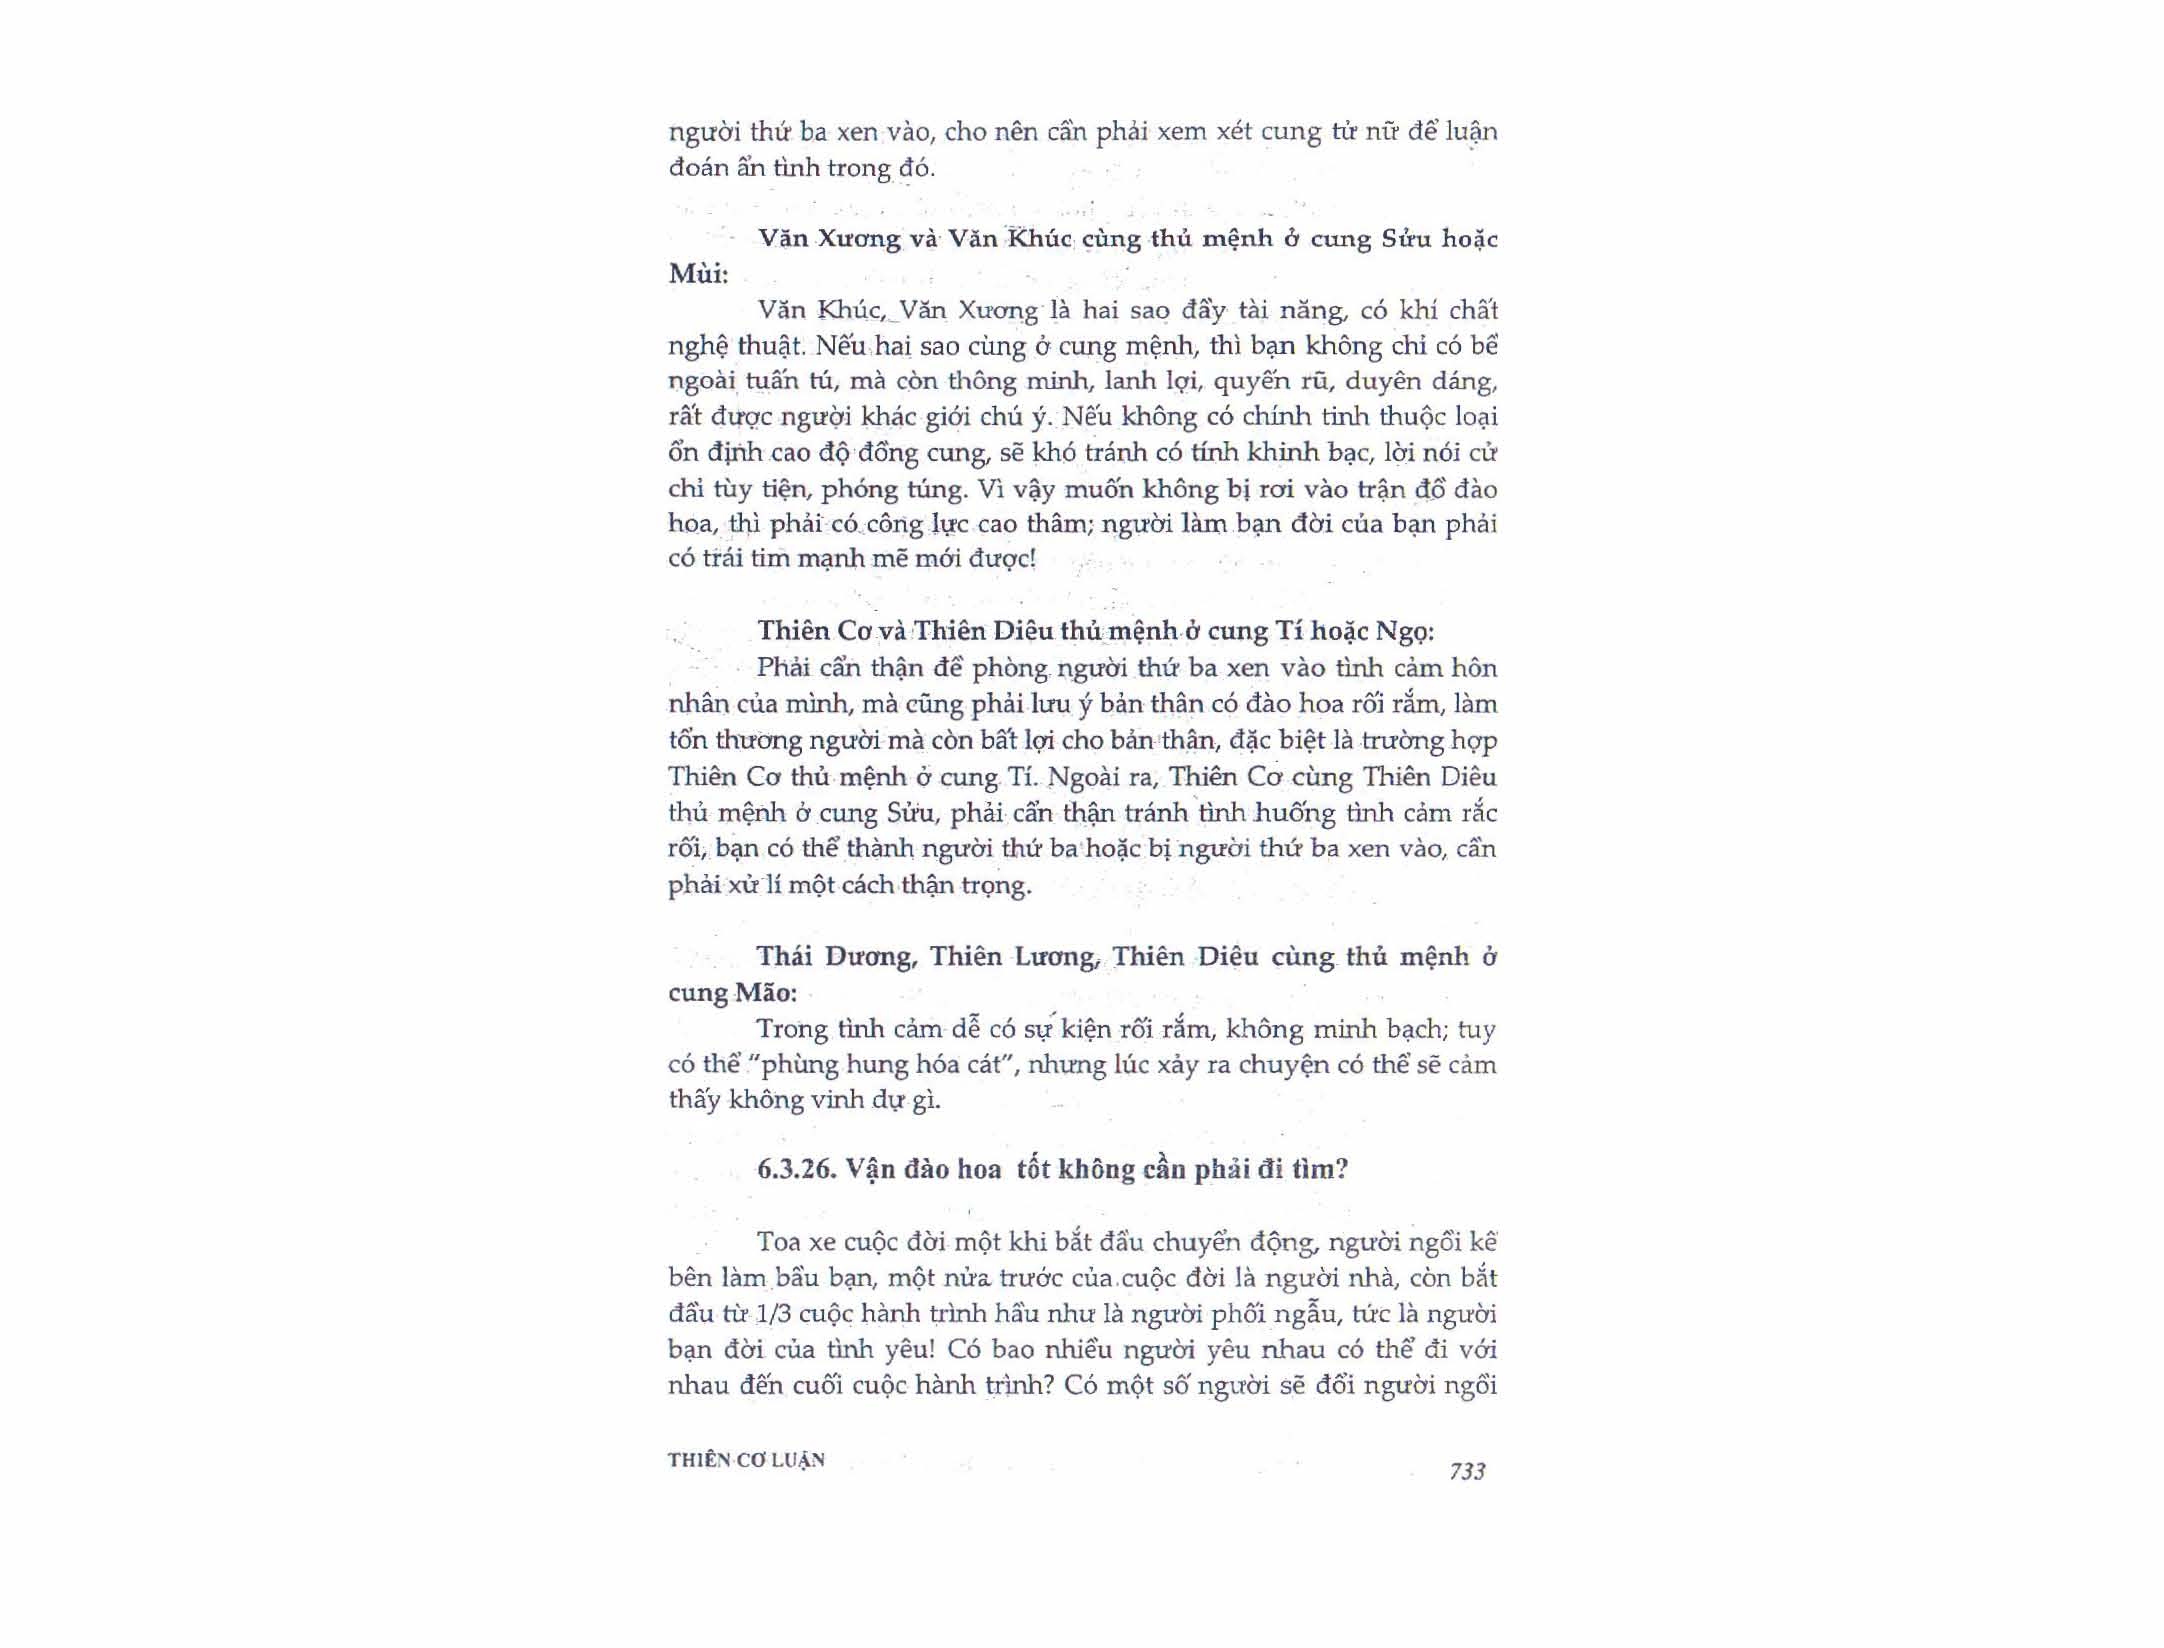 người thứ ba xen vào, cho nên cần phải xem xét cung tử nữ để luận
đoán ẩn tình trong đó.
Văn Xương và Văn Khúc cùng thủ mệnh ở cung Sửu hoặc
Mùi:
Văn Khúc, Văn Xương là hai sao đầy tài năng, có khí chất
nghệ thuật. Nếu hai sao cùng ở cung mệnh, thì bạn không chỉ có bề
ngoài tuấn tú, mà còn thông minh, lanh lợi, quyến rũ, duyên dáng,
rất được người khác giới chú ý. Nếu không có chính tinh thuộc loại
ổn định cao độ đồng cung, sẽ khó tránh có tính khinh bạc, lời nói cử
chỉ tùy tiện, phóng túng. Vì vậy muốn không bị rơi vào trận đồ đào
hoa, thì phải có công lực cao thâm; người làm bạn đời của bạn phải
có trái tim mạnh mẽ mới được!
Thiên Cơ và Thiên Diêu thủ mệnh ở cung Tí hoặc Ngọ:
Phải cẩn thận đề phòng người thứ ba xen vào tình cảm hôn
nhân của mình, mà cũng phải lưu ý bản thân có đào hoa rối rắm, làm
tổn thương người mà còn bất lợi cho bản thân, đặc biệt là trường hợp
Thiên Cơ thủ mệnh ở cung Tí. Ngoài ra, Thiên Cơ cùng Thiên Diêu
thủ mệnh ở cung Sửu, phải cẩn thận tránh tình huống tình cảm rắc
rối, bạn có thể thành người thứ ba hoặc bị người thứ ba xen vào, cần
phải xử lí một cách thận trọng.
Thái Dương, Thiên Lương, Thiên Diêu cùng thủ mệnh ở
cung Mão:
Trong tình cảm dễ có sự kiện rối rắm, không minh bạch; tuy
có thể "phùng hung hóa cát", nhưng lúc xảy ra chuyện có thể sẽ cảm
thấy không vinh dự gì.
6.3.26. Vận đào hoa tốt không cần phải đi tìm?
Toa xe cuộc đời một khi bắt đầu chuyển động, người ngồi kế
bên làm bầu bạn, một nửa trước của cuộc đời là người nhà, còn bắt
đầu từ 1/3 cuộc hành trình hầu như là người phối ngẫu, tức là người
bạn đời của tình yêu! Có bao nhiêu người yêu nhau có thể đi với
nhau đến cuối cuộc hành trình? Có một số người sẽ đổi người ngồi
THIÊN CƠ LUẬN
733